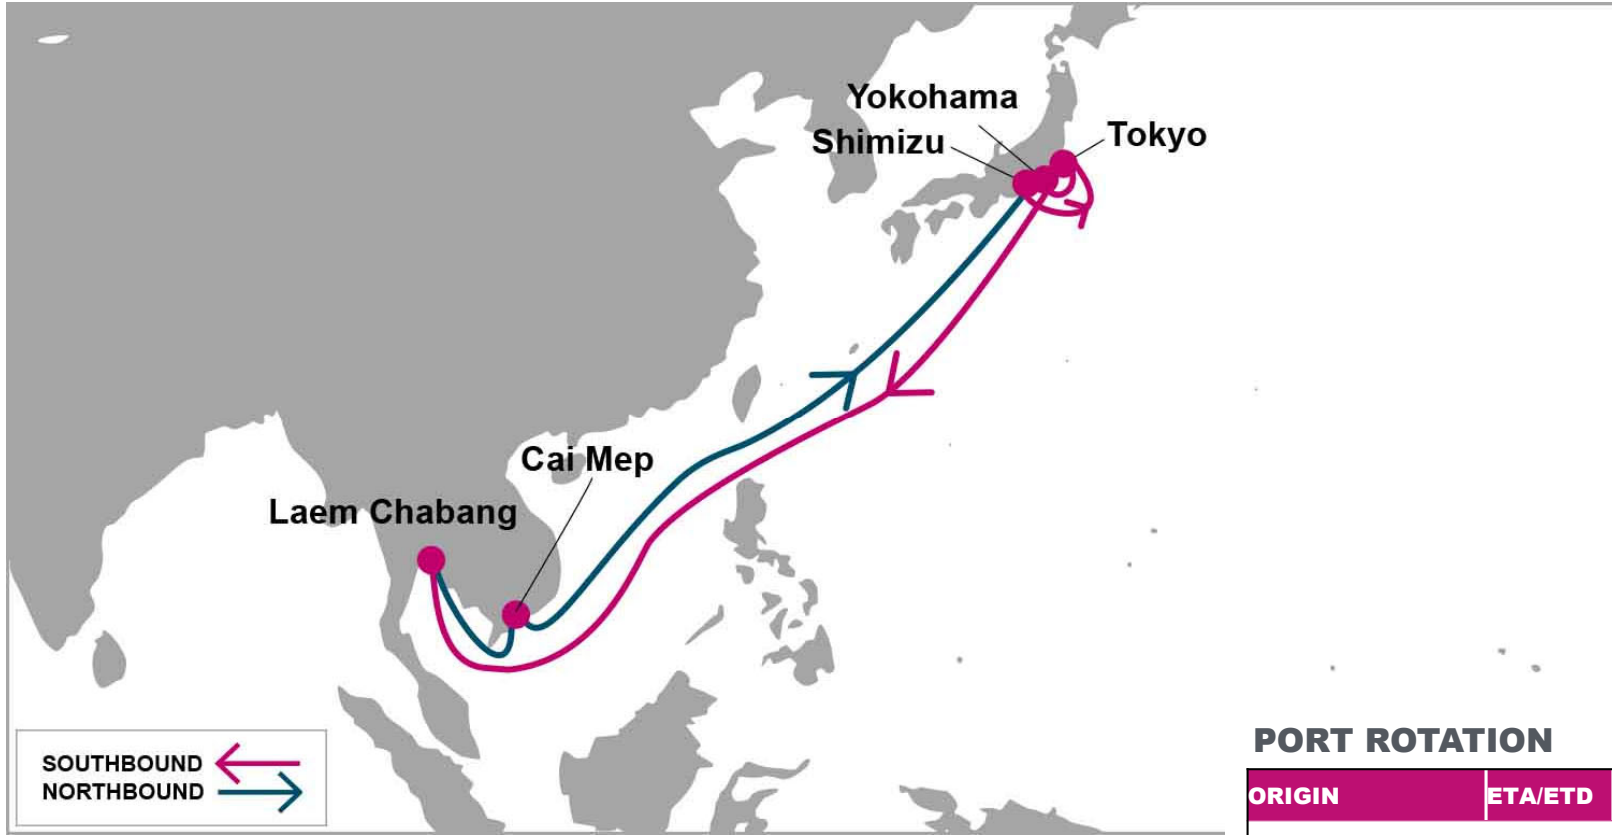 Yokohama
Shimizu
Tokyo
Cai Mep
Laem Chabang
SOUTHBOUND
NORTHBOUND
PORT ROTATION
ORIGIN ETA/ETD